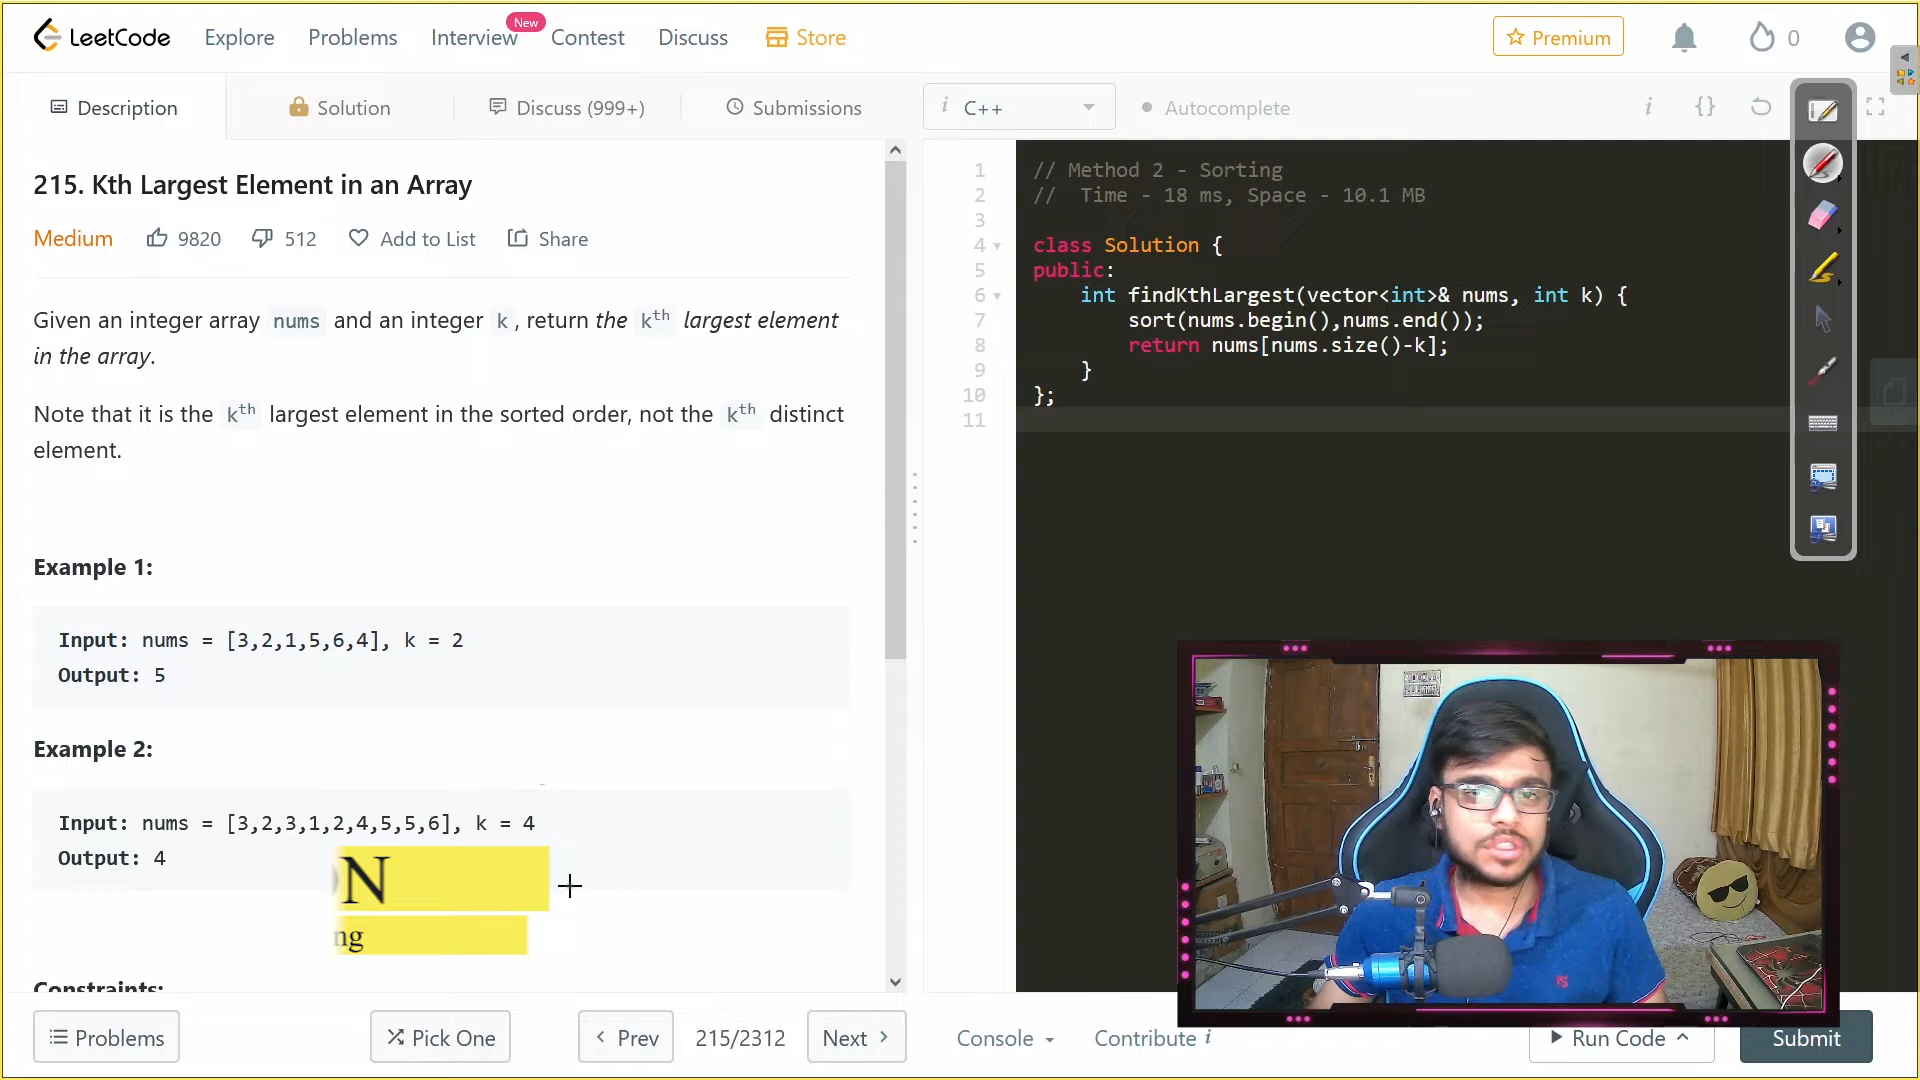 LeetCode
Explore
Problems
Interview
New
Contest
Discuss
Store
Premium
0
Description
Solution
Discuss (999+)
Submissions
i C++
Autocomplete
i
{}
215. Kth Largest Element in an Array
Medium
9820
512
Add to List
Share
Given an integer array nums and an integer k, return the kth largest element
in the array.
Note that it is the kth largest element in the sorted order, not the kth distinct
element.
Example 1:
Input: nums = [3,2,1,5,6,4], k = 2
Output: 5
Example 2:
Input: nums = [3,2,3,1,2,4,5,5,6], k = 4
Output: 4
N
ng
Constraints:
1 // Method 2 - Sorting
2 //  Time - 18 ms, Space - 10.1 MB
3
4 class Solution {
5 public:
6     int findKthLargest(vector<int>& nums, int k) {
7         sort(nums.begin(),nums.end());
8         return nums[nums.size()-k];
9     }
10 };
11
Problems
Pick One
Prev
215/2312
Next
Console
Contribute i
Run Code
Submit